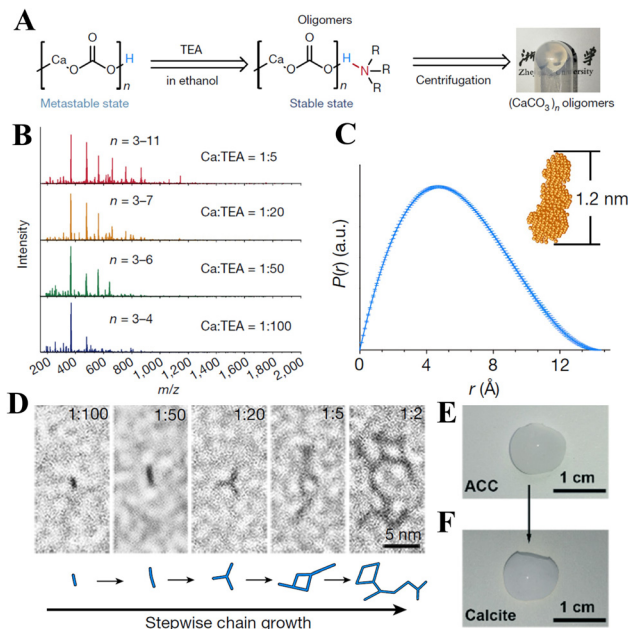 A
Oligomers
Ca O O O H n
TEA
in ethanol
Ca O O O H N R R R n
Centrifugation
浙 学
Zhe University
Metastable state
Stable state
(CaCO3)n oligomers
B
Intensity
n = 3–11
Ca:TEA = 1:5
n = 3–7
Ca:TEA = 1:20
n = 3–6
Ca:TEA = 1:50
n = 3–4
Ca:TEA = 1:100
200 400 600 800 1,000 1,200 1,400 1,600 1,800 2,000
m/z
C
P(r) (a.u.)
1.2 nm
0 4 8 12
r (Å)
D
1:100 1:50 1:20 1:5 1:2
5 nm
Stepwise chain growth
E
ACC
1 cm
F
Calcite
1 cm